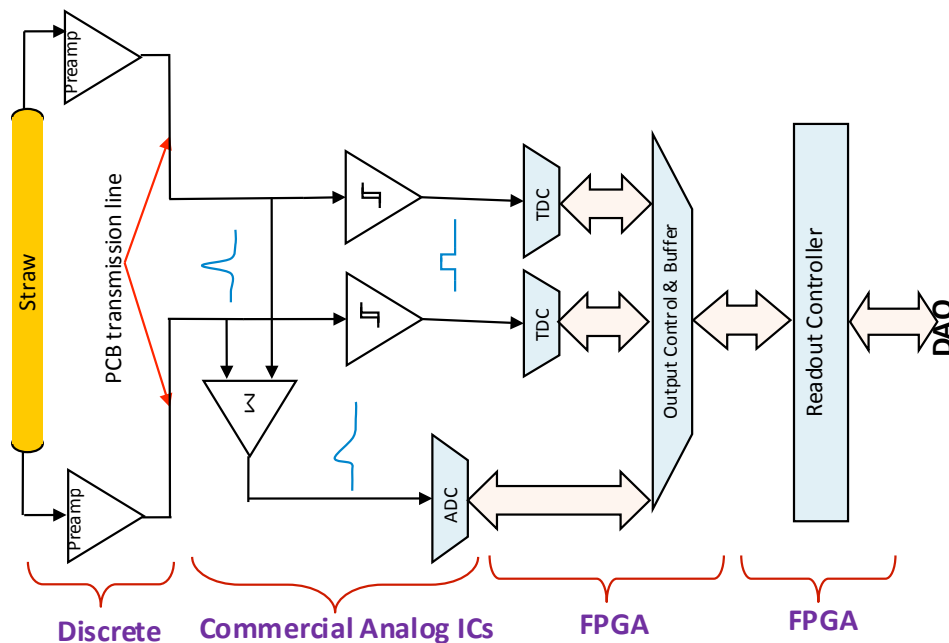 Preamp
Straw
PCB transmission line
Preamp
Σ
TDC
TDC
ADC
Output Control & Buffer
Readout Controller
DAQ
Discrete
Commercial Analog ICs
FPGA
FPGA